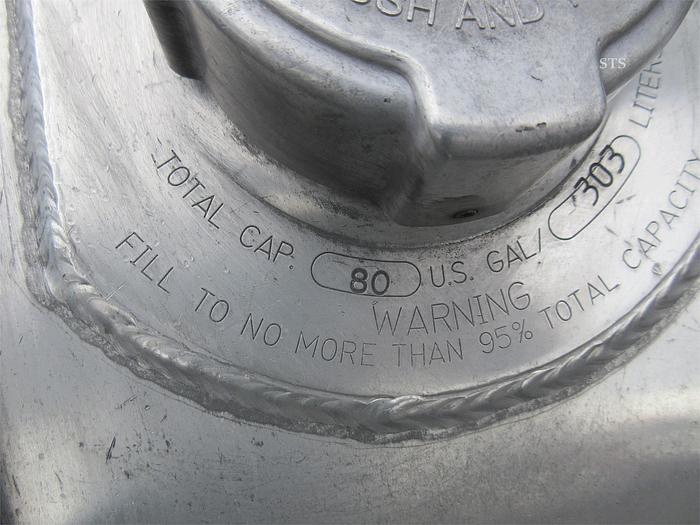 SH AND
STS
TOTAL CAP. 80 U.S. GAL/ 303 LITERS
WARNING
FILL TO NO MORE THAN 95% TOTAL CAPACITY